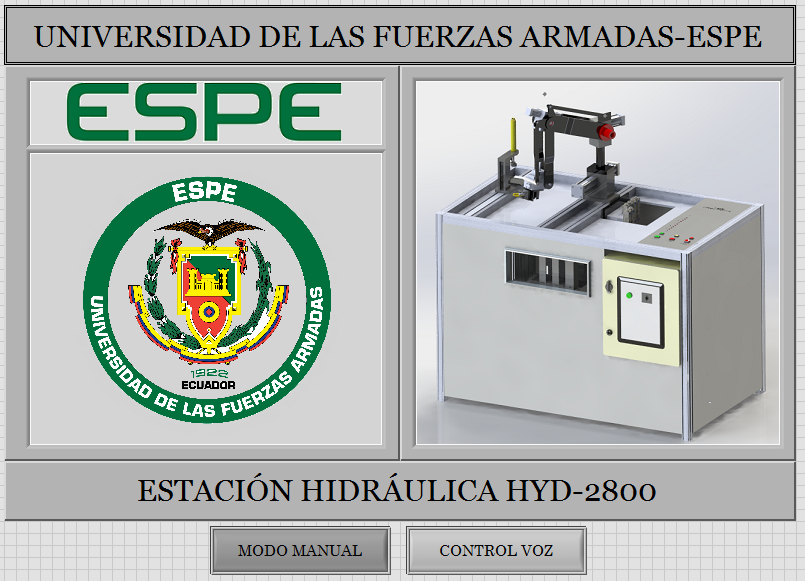 UNIVERSIDAD DE LAS FUERZAS ARMADAS-ESPE
ESPE
ESPE
UNIVERSIDAD DE LAS FUERZAS ARMADAS
1922
ECUADOR
ESTACIÓN HIDRÁULICA HYD-2800
MODO MANUAL
CONTROL VOZ